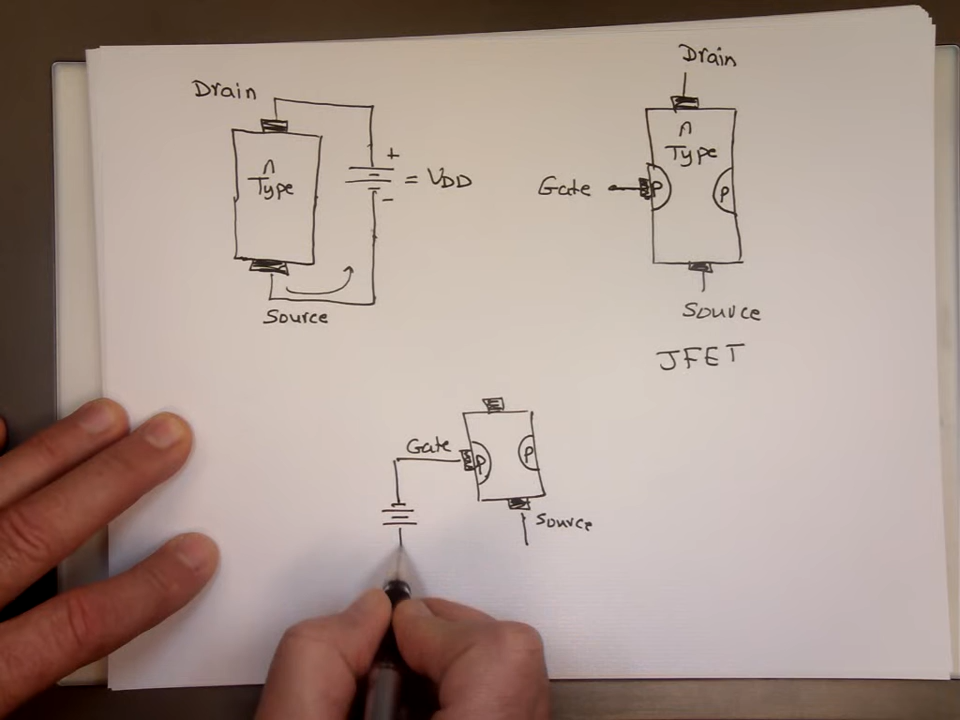 Drain
n
Type
+
= VDD
-
Source
Drain
n
Type
Gate
P
P
Source
JFET
Gate
P
P
Source